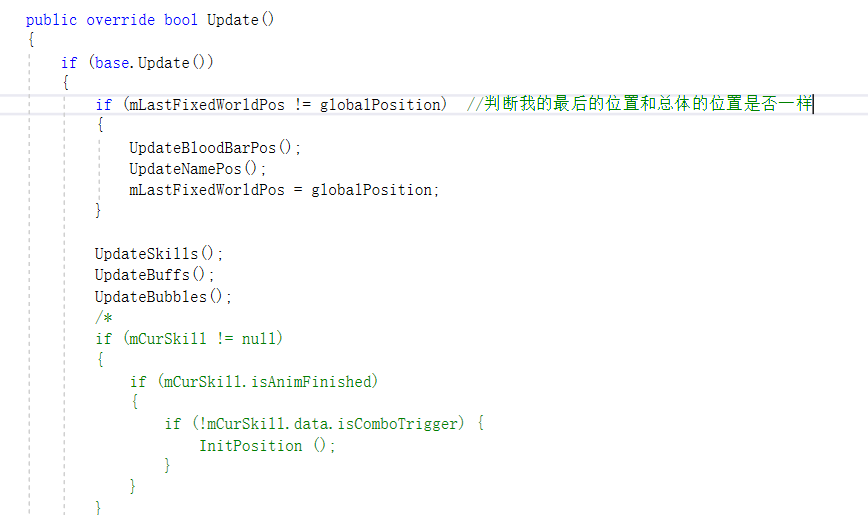 public override bool Update()
{
if (base.Update())
{
if (mLastFixedWorldPos != globalPosition) //判断我的最后的位置和总体的位置是否一样
{
UpdateBloodBarPos();
UpdateNamePos();
mLastFixedWorldPos = globalPosition;
}
UpdateSkills();
UpdateBuffs();
UpdateBubbles();
/*
if (mCurSkill != null)
{
if (mCurSkill.isAnimFinished)
{
if (!mCurSkill.data.isComboTrigger) {
InitPosition ();
}
}
}